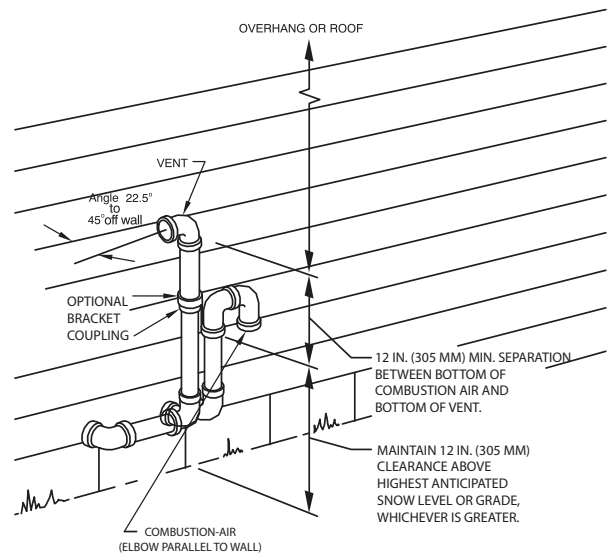 OVERHANG OR ROOF
VENT
Angle 22.5°
to
45°off wall
OPTIONAL
BRACKET
COUPLING
12 IN. (305 MM) MIN. SEPARATION
BETWEEN BOTTOM OF
COMBUSTION AIR AND
BOTTOM OF VENT.
MAINTAIN 12 IN. (305 MM)
CLEARANCE ABOVE
HIGHEST ANTICIPATED
SNOW LEVEL OR GRADE,
WHICHEVER IS GREATER.
COMBUSTION-AIR
(ELBOW PARALLEL TO WALL)